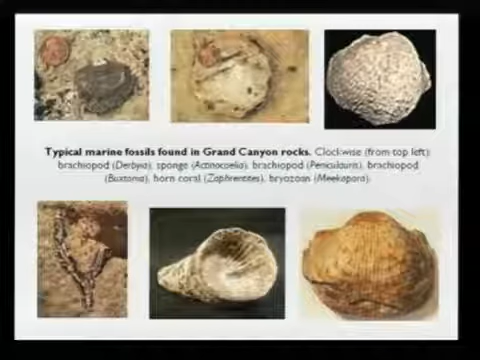 Typical marine fossils found in Grand Canyon rocks. Clockwise (from top left):
brachiopod (Derbyia), sponge (Actinocoelia), brachiopod (Peniculauris), brachiopod
(Buxtonia), horn coral (Zaphrentites), bryozoan (Meekopora).